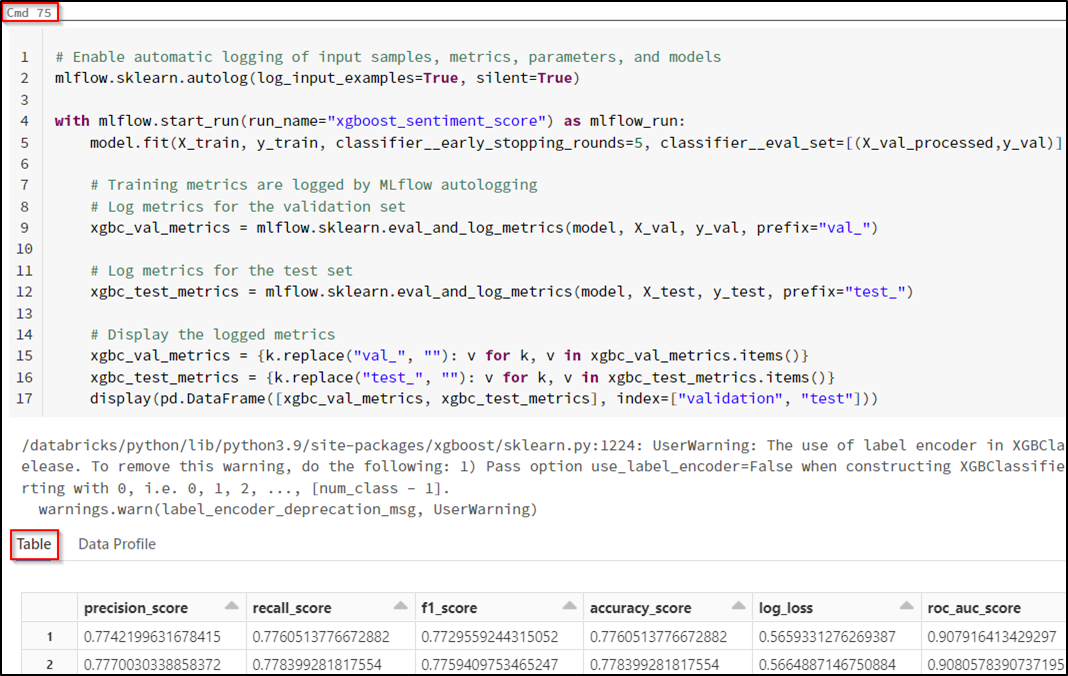 Cmd 75
1 # Enable automatic logging of input samples, metrics, parameters, and models
2 mlflow.sklearn.autolog(log_input_examples=True, silent=True)
3
4 with mlflow.start_run(run_name="xgboost_sentiment_score") as mlflow_run:
5 model.fit(X_train, y_train, classifier__early_stopping_rounds=5, classifier__eval_set=[(X_val_processed,y_val)]
6
7 # Training metrics are logged by MLflow autologging
8 # Log metrics for the validation set
9 xgbc_val_metrics = mlflow.sklearn.eval_and_log_metrics(model, X_val, y_val, prefix="val_")
10
11 # Log metrics for the test set
12 xgbc_test_metrics = mlflow.sklearn.eval_and_log_metrics(model, X_test, y_test, prefix="test_")
13
14 # Display the logged metrics
15 xgbc_val_metrics = {k.replace("val_", ""): v for k, v in xgbc_val_metrics.items()}
16 xgbc_test_metrics = {k.replace("test_", ""): v for k, v in xgbc_test_metrics.items()}
17 display(pd.DataFrame([xgbc_val_metrics, xgbc_test_metrics], index=["validation", "test"]))
/databricks/python/lib/python3.9/site-packages/xgboost/sklearn.py:1224: UserWarning: The use of label encoder in XGBCla
elease. To remove this warning, do the following: 1) Pass option use_label_encoder=False when constructing XGBClassifie
rting with 0, i.e. 0, 1, 2, ..., [num_class - 1].
warnings.warn(label_encoder_deprecation_msg, UserWarning)
Table Data Profile
precision_score recall_score f1_score accuracy_score log_loss roc_auc_score
1 0.7742199631678415 0.7760513776672882 0.7729559244315052 0.7760513776672882 0.5659331276269387 0.907916413429297
2 0.7770030338858372 0.778399281817554 0.7759409753465247 0.778399281817554 0.5664887146750884 0.9080578390737195